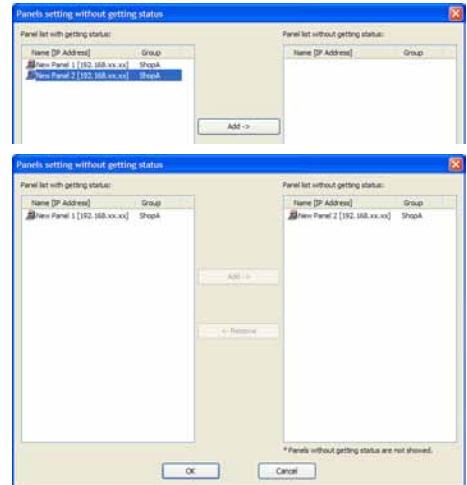 Panels setting without getting status
Panel list with getting status:
Panel list without getting status:
Name [IP Address] Group
Name [IP Address] Group
New Panel 1 [192.168.xx.xx] ShopA
New Panel 2 [192.168.xx.xx] ShopA
Add ->
Panels setting without getting status
Panel list with getting status:
Panel list without getting status:
Name [IP Address] Group
Name [IP Address] Group
New Panel 1 [192.168.xx.xx] ShopA
New Panel 2 [192.168.xx.xx] ShopA
Add ->
<- Remove
* Panels without getting status are not showed.
OK
Cancel